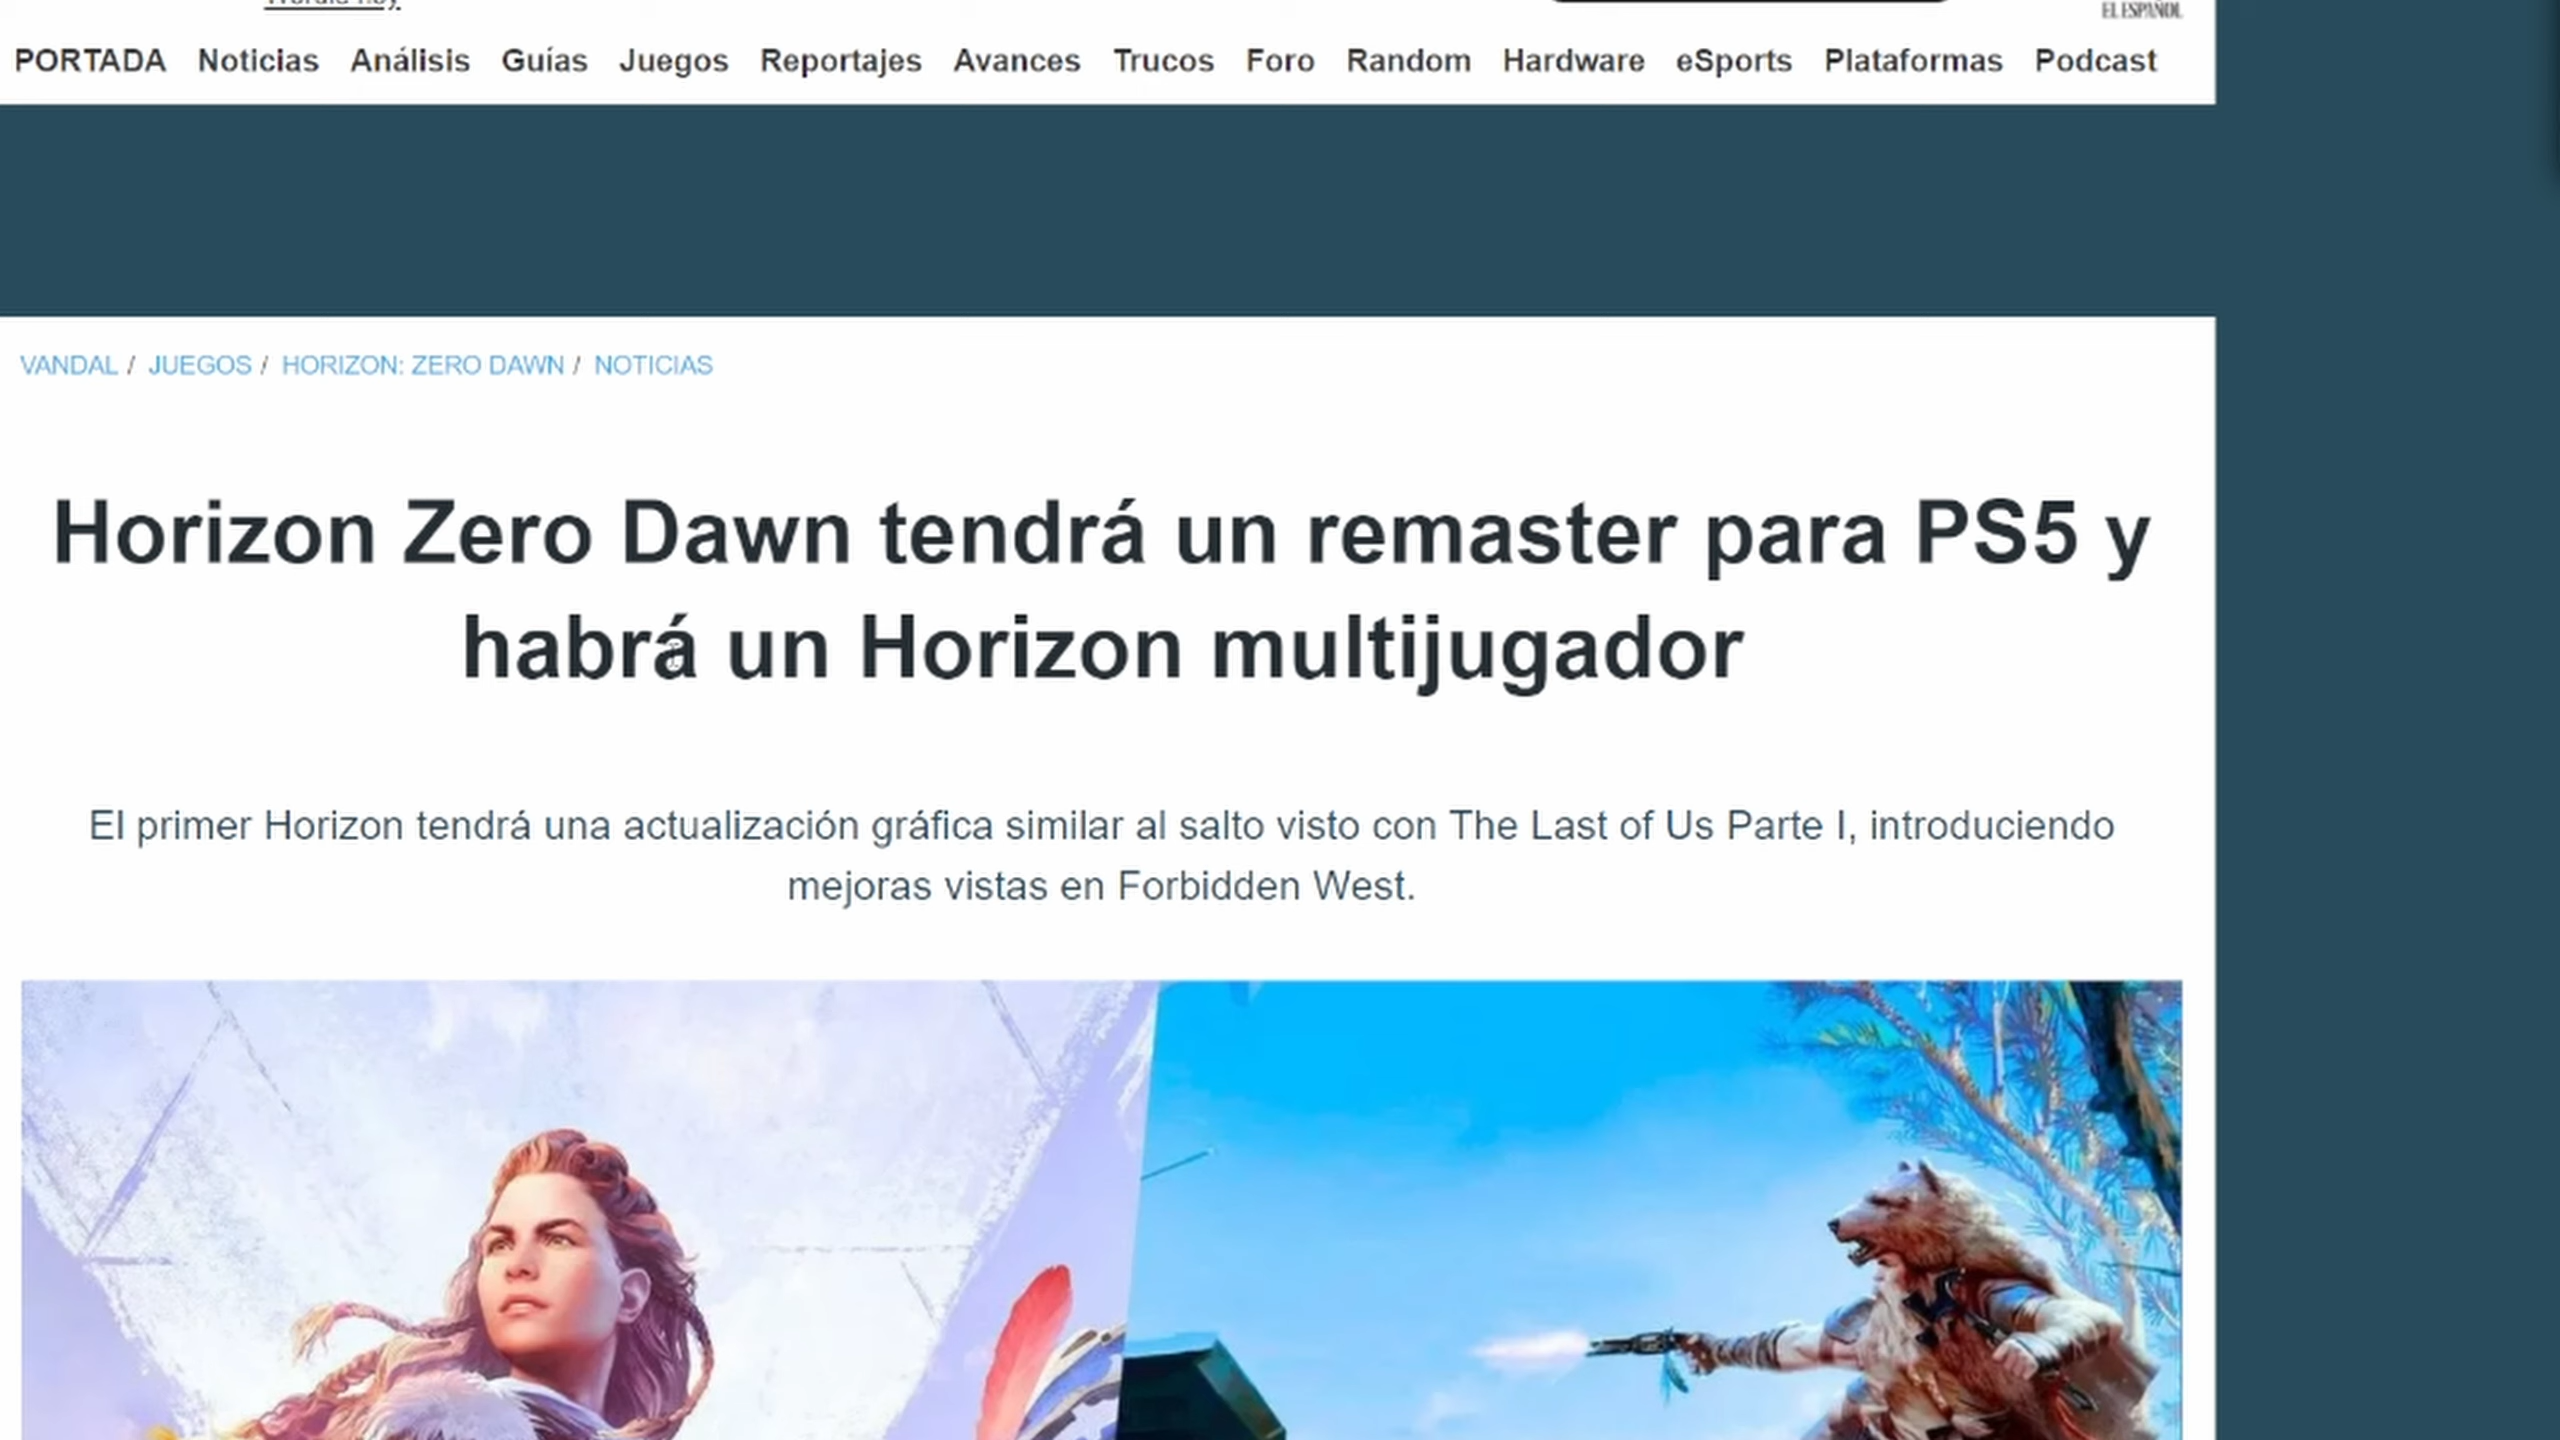 EL ESPAÑOL
PORTADA Noticias Análisis Guías Juegos Reportajes Avances Trucos Foro Random Hardware eSports Plataformas Podcast
VANDAL / JUEGOS / HORIZON: ZERO DAWN / NOTICIAS
Horizon Zero Dawn tendrá un remaster para PS5 y
habrá un Horizon multijugador
El primer Horizon tendrá una actualización gráfica similar al salto visto con The Last of Us Parte I, introduciendo
mejoras vistas en Forbidden West.